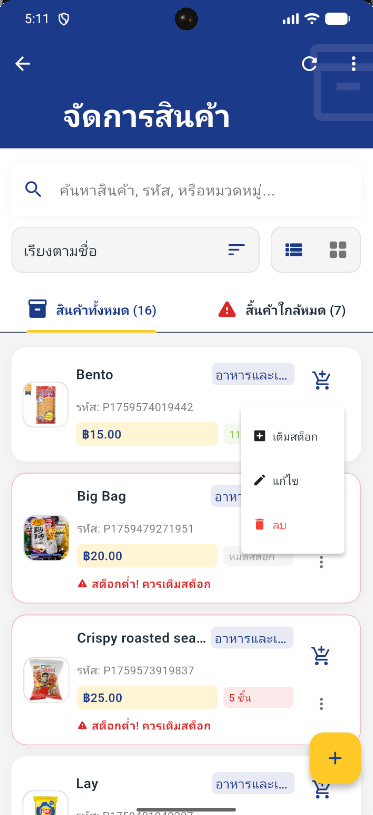 5:11
จัดการสินค้า
ค้นหาสินค้า, รหัส, หรือหมวดหมู่...
เรียงตามชื่อ
สินค้าทั้งหมด (16)
สินค้าใกล้หมด (7)
Bento
อาหารและเ...
รหัส: P1759574019442
฿15.00
11
เติมสต็อก
แก้ไข
ลบ
Big Bag
อาหา
รหัส: P1759479271951
฿20.00
หมดสต็อก
สต็อกต่ำ! ควรเติมสต็อก
Crispy roasted sea...
อาหารและเ...
รหัส: P1759573919837
฿25.00
5 ชิ้น
สต็อกต่ำ! ควรเติมสต็อก
Lay
อาหารและเ...